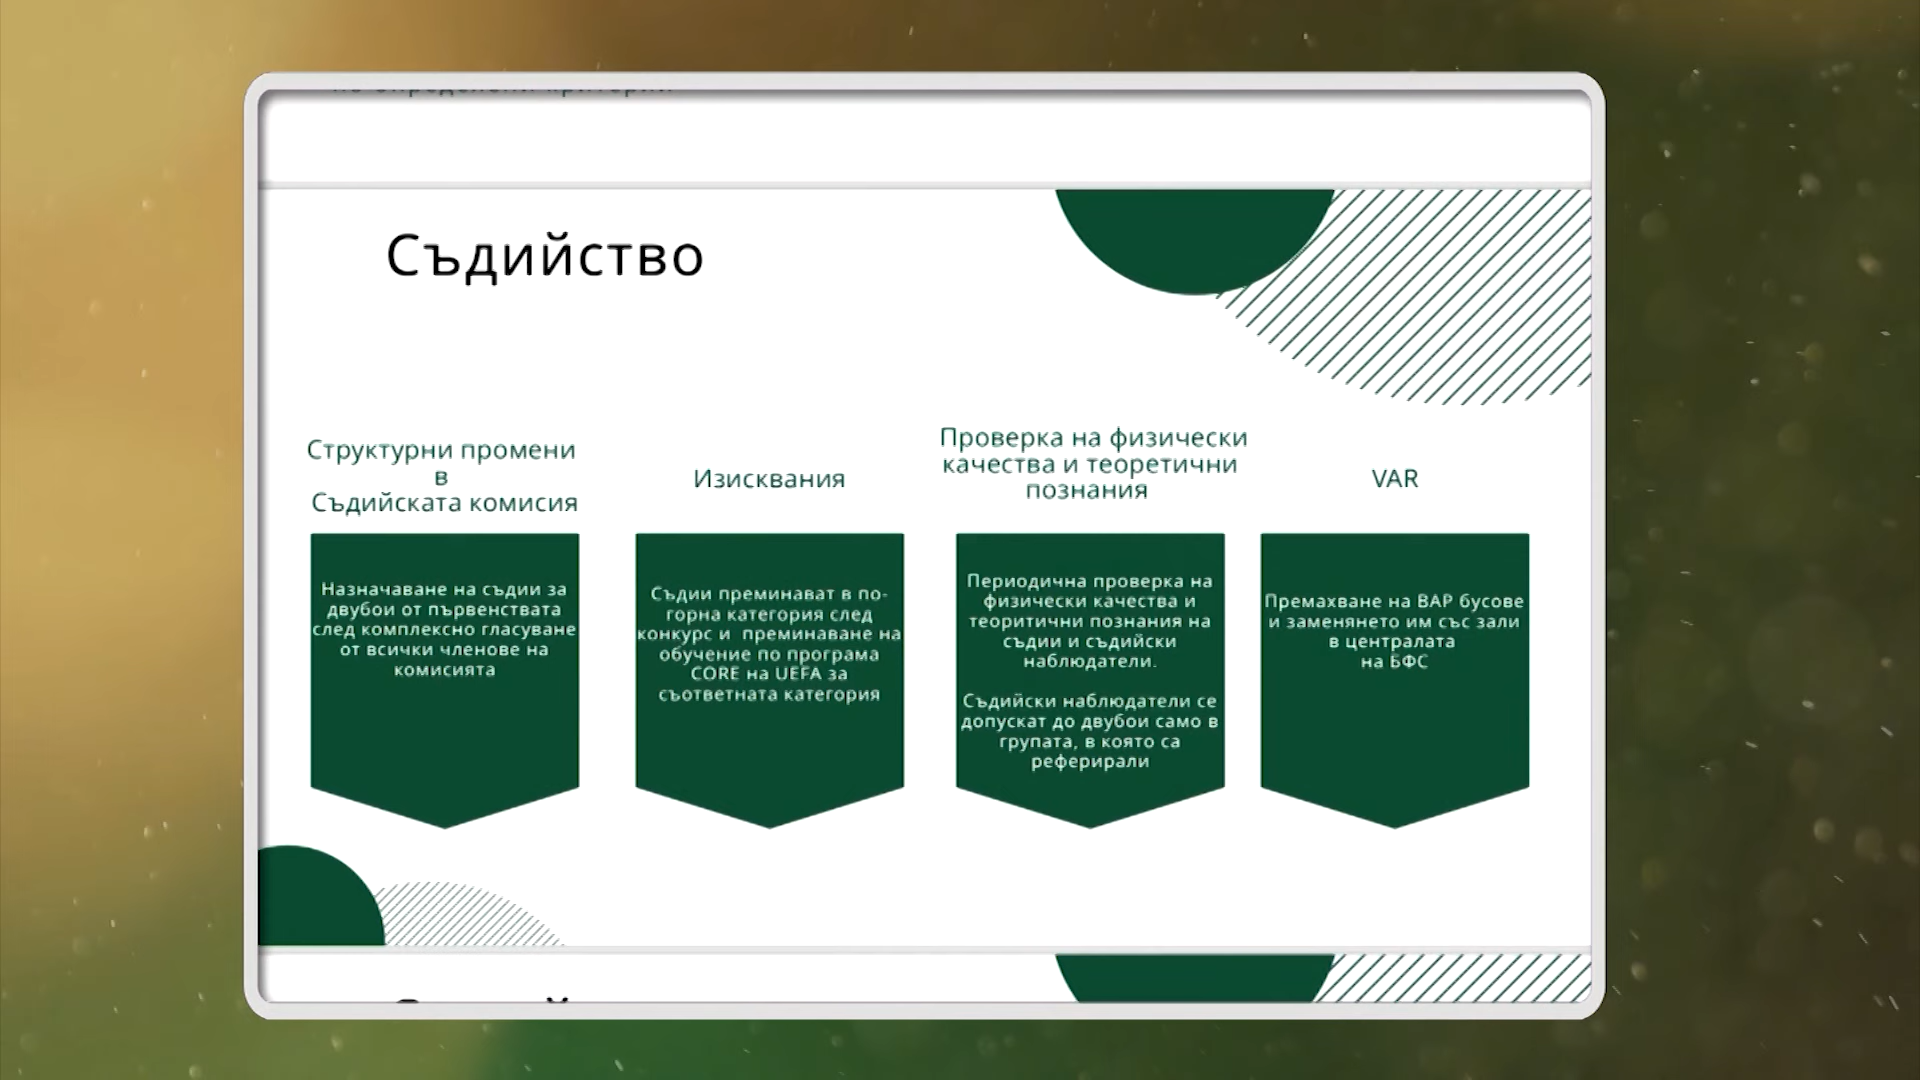 по определени критерии
Съдийство
Структурни промени
в
Съдийската комисия
Назначаване на съдии за
двубои от първенствата
след комплексно гласуване
от всички членове на
комисията
Изисквания
Съдии преминават в по-
горна категория след
конкурс и преминаване на
обучение по програма
CORE на UEFA за
съответната категория
Проверка на физически
качества и теоретични
познания
Периодична проверка на
физически качества и
теоритични познания на
съдии и съдийски
наблюдатели.
Съдийски наблюдатели се
допускат до двубои само в
групата, в която са
реферирали
VAR
Премахване на ВАР бусове
и заменянето им със зали
в централата
на БФС